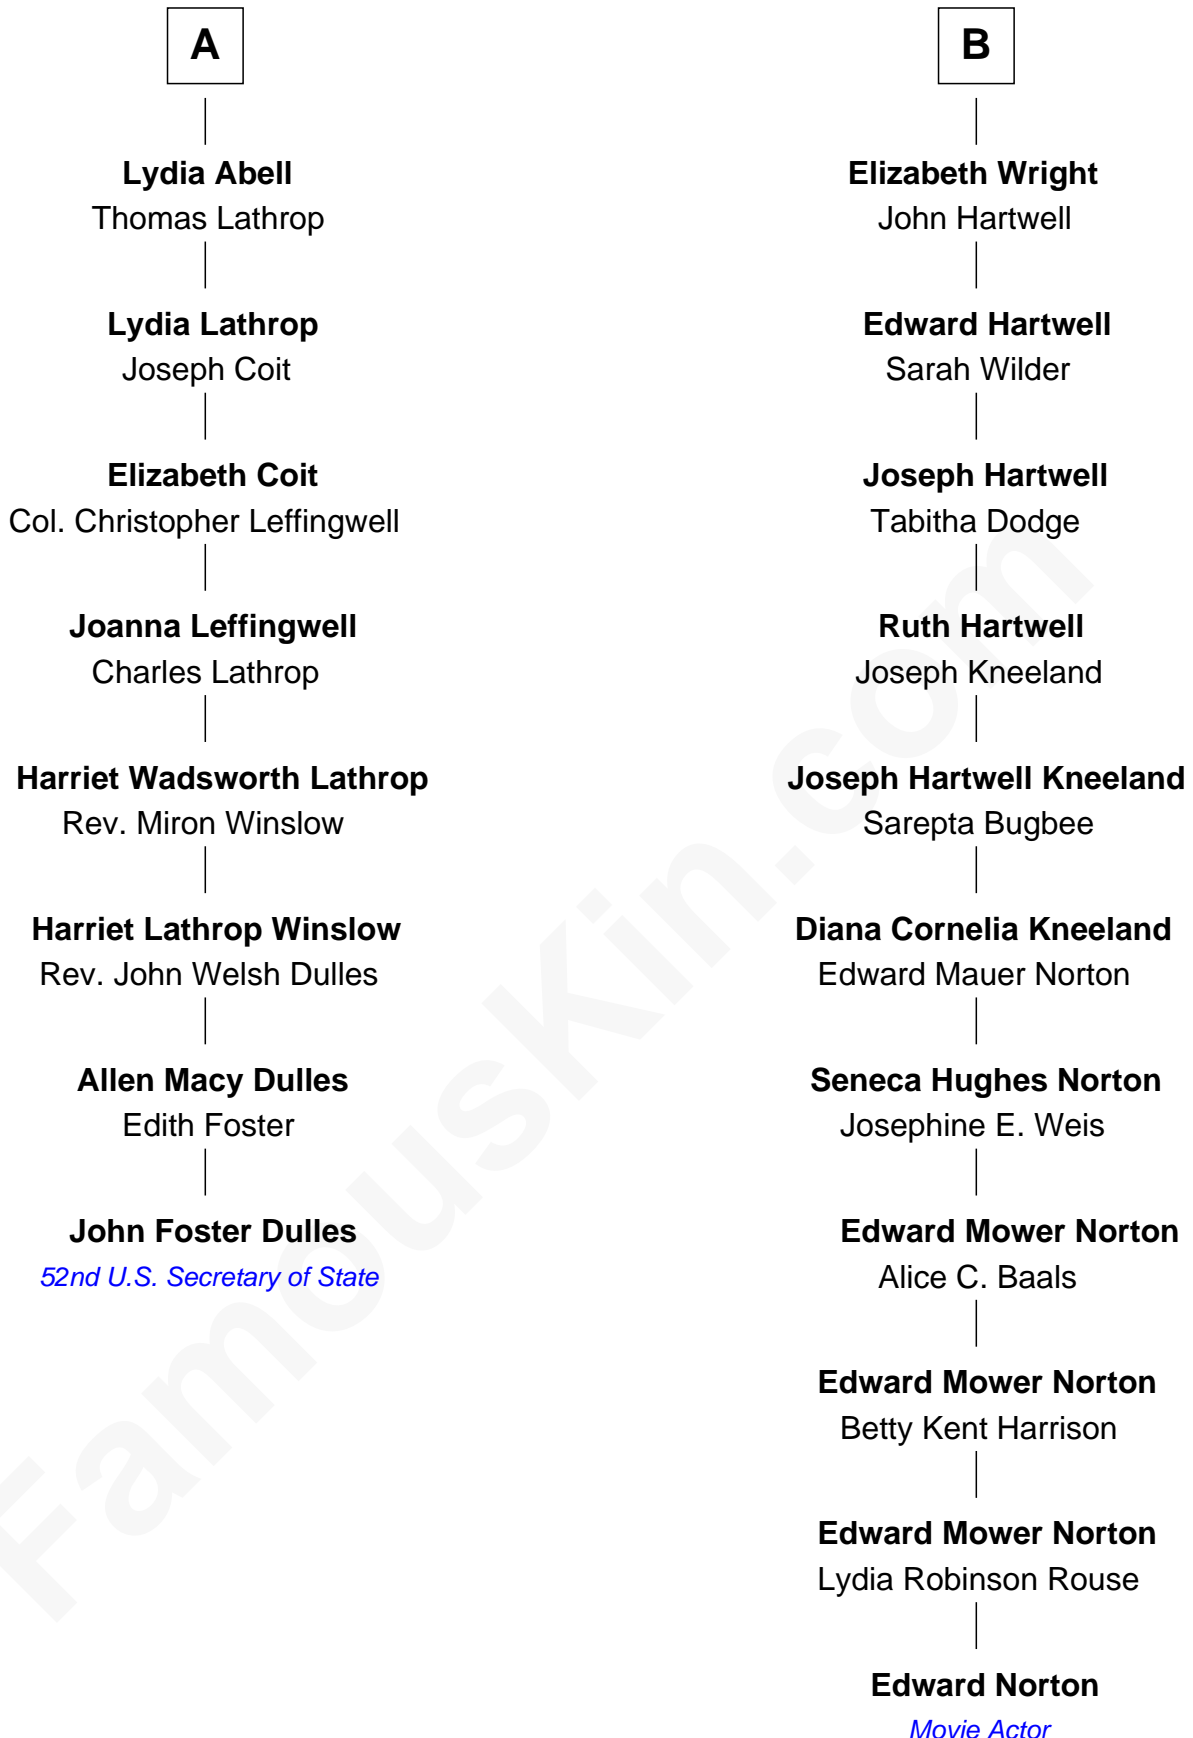 A
Lydia Abell
Thomas Lathrop
Lydia Lathrop
Joseph Coit
Elizabeth Coit
Col. Christopher Leffingwell
Joanna Leffingwell
Charles Lathrop
Harriet Wadsworth Lathrop
Rev. Miron Winslow
Harriet Lathrop Winslow
Rev. John Welsh Dulles
Allen Macy Dulles
Edith Foster
John Foster Dulles
52nd U.S. Secretary of State
B
Elizabeth Wright
John Hartwell
Edward Hartwell
Sarah Wilder
Joseph Hartwell
Tabitha Dodge
Ruth Hartwell
Joseph Kneeland
Joseph Hartwell Kneeland
Sarepta Bugbee
Diana Cornelia Kneeland
Edward Mauer Norton
Seneca Hughes Norton
Josephine E. Weis
Edward Mower Norton
Alice C. Baals
Edward Mower Norton
Betty Kent Harrison
Edward Mower Norton
Lydia Robinson Rouse
Edward Norton
Movie Actor
FamousKin.com